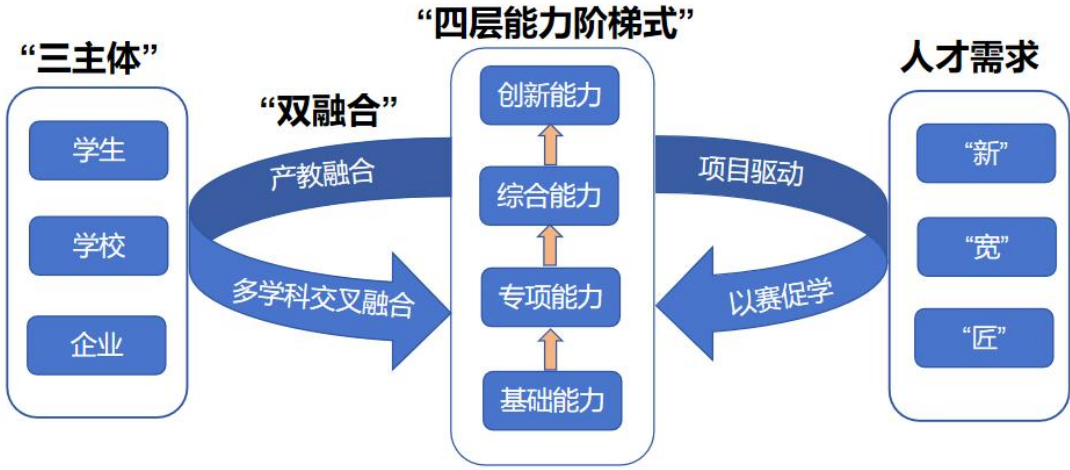 “三主体”
学生
学校
企业
“双融合”
产教融合
多学科交叉融合
“四层能力阶梯式”
创新能力
综合能力
专项能力
基础能力
项目驱动
以赛促学
人才需求
“新”
“宽”
“匠”